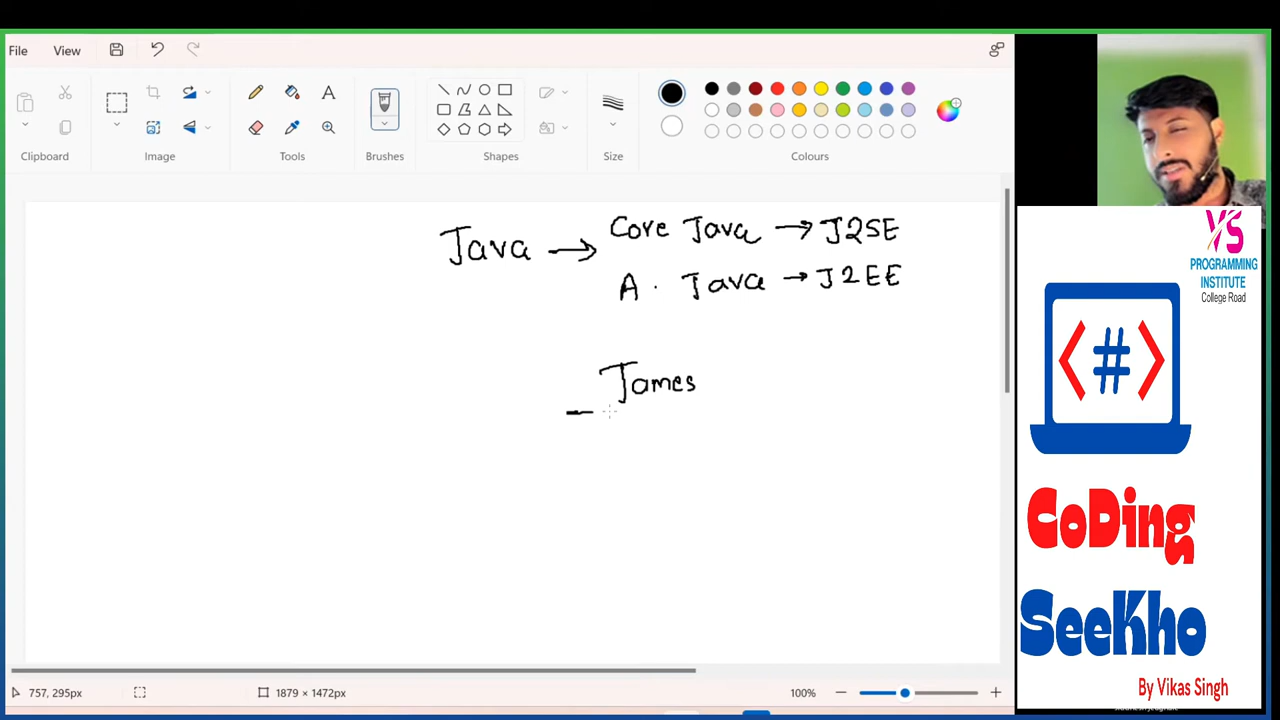 File View
Clipboard Image Tools Brushes Shapes Size Colours
A
Java → Core Java → J2SE
A. Java → J2EE
James
VS
PROGRAMMING
INSTITUTE
College Road
<#>
CoDing
SeeKho
By Vikas Singh
757, 295px 1879 × 1472px 100%